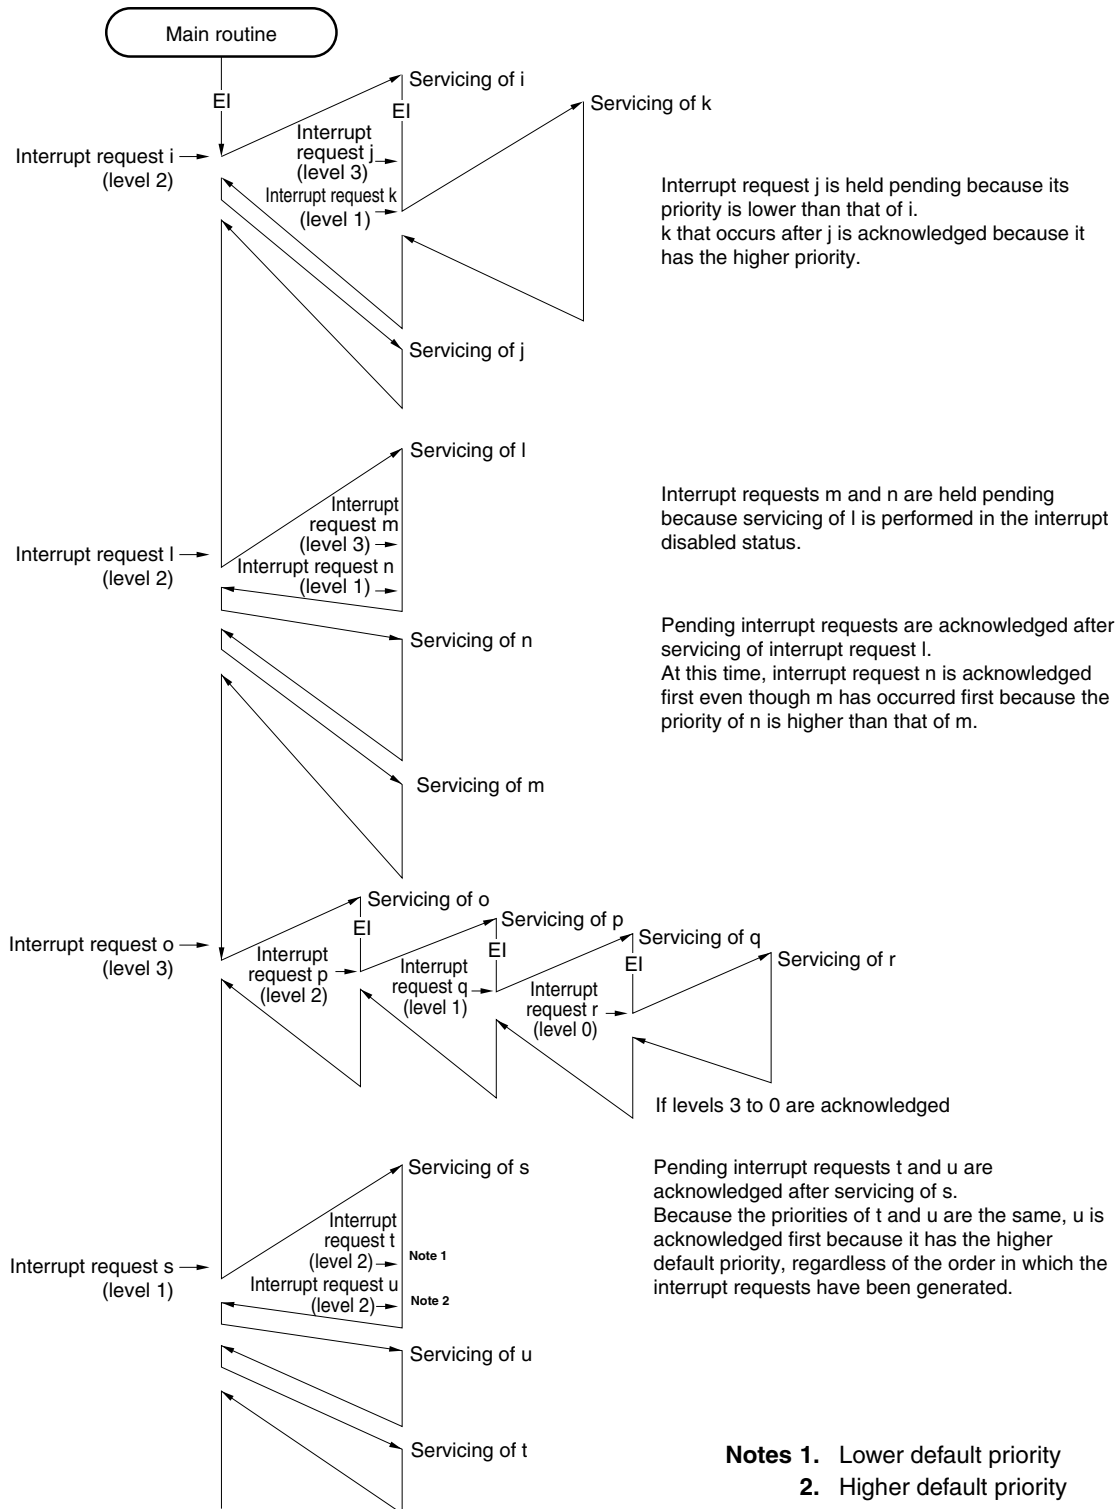 Main routine
EI
Servicing of i
EI
Servicing of k
Interrupt request i
(level 2)
Interrupt
request j
(level 3)
Interrupt request k
(level 1)
Interrupt request j is held pending because its
priority is lower than that of i.
k that occurs after j is acknowledged because it
has the higher priority.
Servicing of j
Servicing of l
Interrupt request l
(level 2)
Interrupt
request m
(level 3)
Interrupt request n
(level 1)
Interrupt requests m and n are held pending
because servicing of l is performed in the interrupt
disabled status.
Servicing of n
Pending interrupt requests are acknowledged after
servicing of interrupt request l.
At this time, interrupt request n is acknowledged
first even though m has occurred first because the
priority of n is higher than that of m.
Servicing of m
Servicing of o
EI
Servicing of p
EI
Servicing of q
EI
Servicing of r
Interrupt request o
(level 3)
Interrupt
request p
(level 2)
Interrupt
request q
(level 1)
Interrupt
request r
(level 0)
If levels 3 to 0 are acknowledged
Servicing of s
Interrupt request s
(level 1)
Interrupt
request t
(level 2)
Note 1
Interrupt request u
(level 2)
Note 2
Pending interrupt requests t and u are
acknowledged after servicing of s.
Because the priorities of t and u are the same, u is
acknowledged first because it has the higher
default priority, regardless of the order in which the
interrupt requests have been generated.
Servicing of u
Servicing of t
Notes 1. Lower default priority
2. Higher default priority